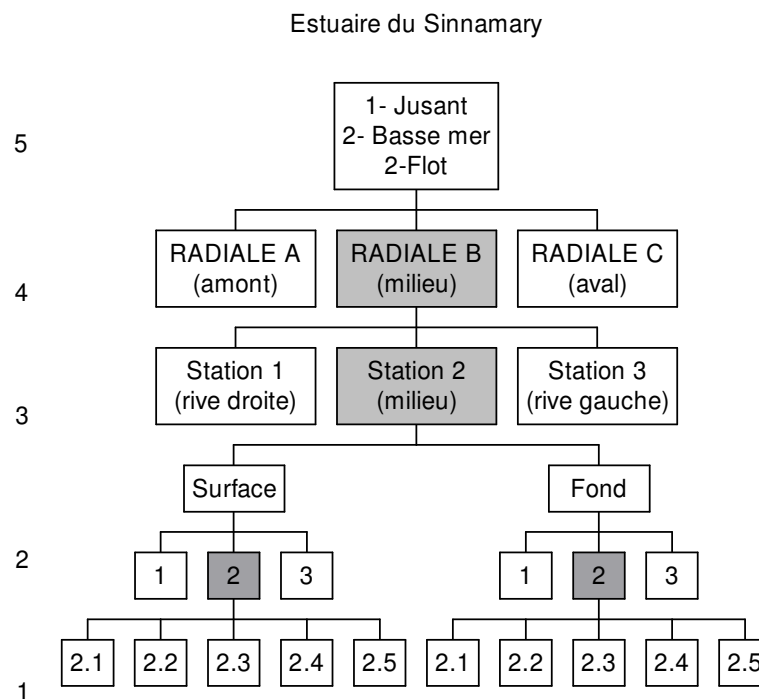 Estuaire du Sinnamary
5
1- Jusant
2- Basse mer
2-Flot
4
RADIALE A
(amont)
RADIALE B
(milieu)
RADIALE C
(aval)
3
Station 1
(rive droite)
Station 2
(milieu)
Station 3
(rive gauche)
Surface
Fond
2
1
2
3
1
2
3
2.1
2.2
2.3
2.4
2.5
2.1
2.2
2.3
2.4
2.5
1